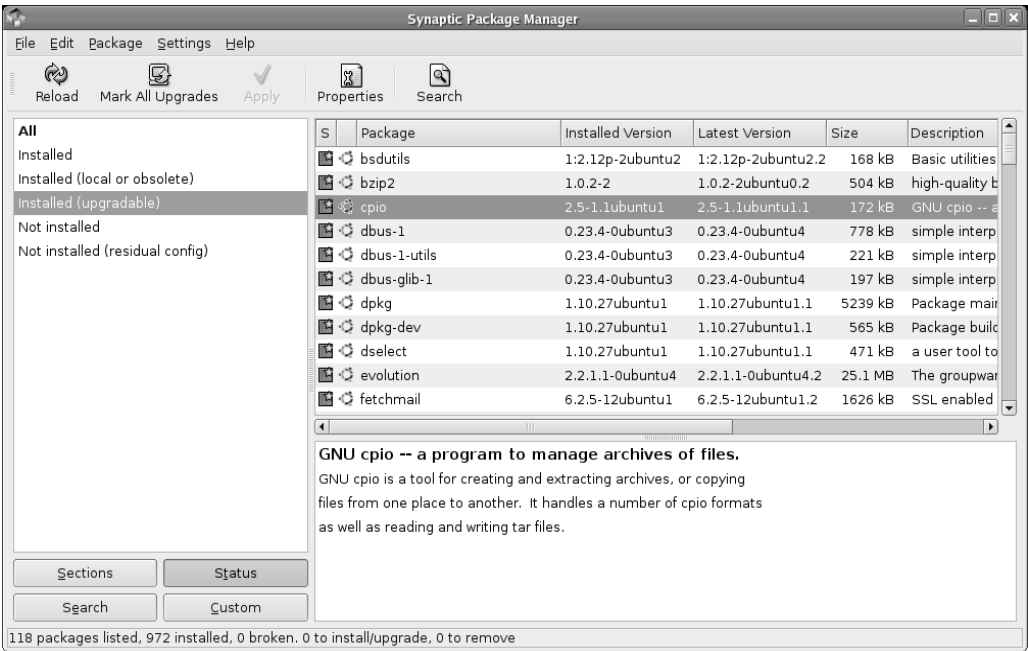 Synaptic Package Manager
File Edit Package Settings Help
Reload Mark All Upgrades Apply Properties Search
All
Installed
Installed (local or obsolete)
Installed (upgradable)
Not installed
Not installed (residual config)
S Package Installed Version Latest Version Size Description
bsdutils 1:2.12p-2ubuntu2 1:2.12p-2ubuntu2.2 168 kB Basic utilities
bzip2 1.0.2-2 1.0.2-2ubuntu0.2 504 kB high-quality b
cpio 2.5-1.1ubuntu1 2.5-1.1ubuntu1.1 172 kB GNU cpio -- a
dbus-1 0.23.4-0ubuntu3 0.23.4-0ubuntu4 778 kB simple interp
dbus-1-utils 0.23.4-0ubuntu3 0.23.4-0ubuntu4 221 kB simple interp
dbus-glib-1 0.23.4-0ubuntu3 0.23.4-0ubuntu4 197 kB simple interp
dpkg 1.10.27ubuntu1 1.10.27ubuntu1.1 5239 kB Package mair
dpkg-dev 1.10.27ubuntu1 1.10.27ubuntu1.1 565 kB Package build
dselect 1.10.27ubuntu1 1.10.27ubuntu1.1 471 kB a user tool to
evolution 2.2.1.1-0ubuntu4 2.2.1.1-0ubuntu4.2 25.1 MB The groupwar
fetchmail 6.2.5-12ubuntu1 6.2.5-12ubuntu1.2 1626 kB SSL enabled
GNU cpio -- a program to manage archives of files.
GNU cpio is a tool for creating and extracting archives, or copying
files from one place to another. It handles a number of cpio formats
as well as reading and writing tar files.
Sections Status
Search Custom
118 packages listed, 972 installed, 0 broken. 0 to install/upgrade, 0 to remove